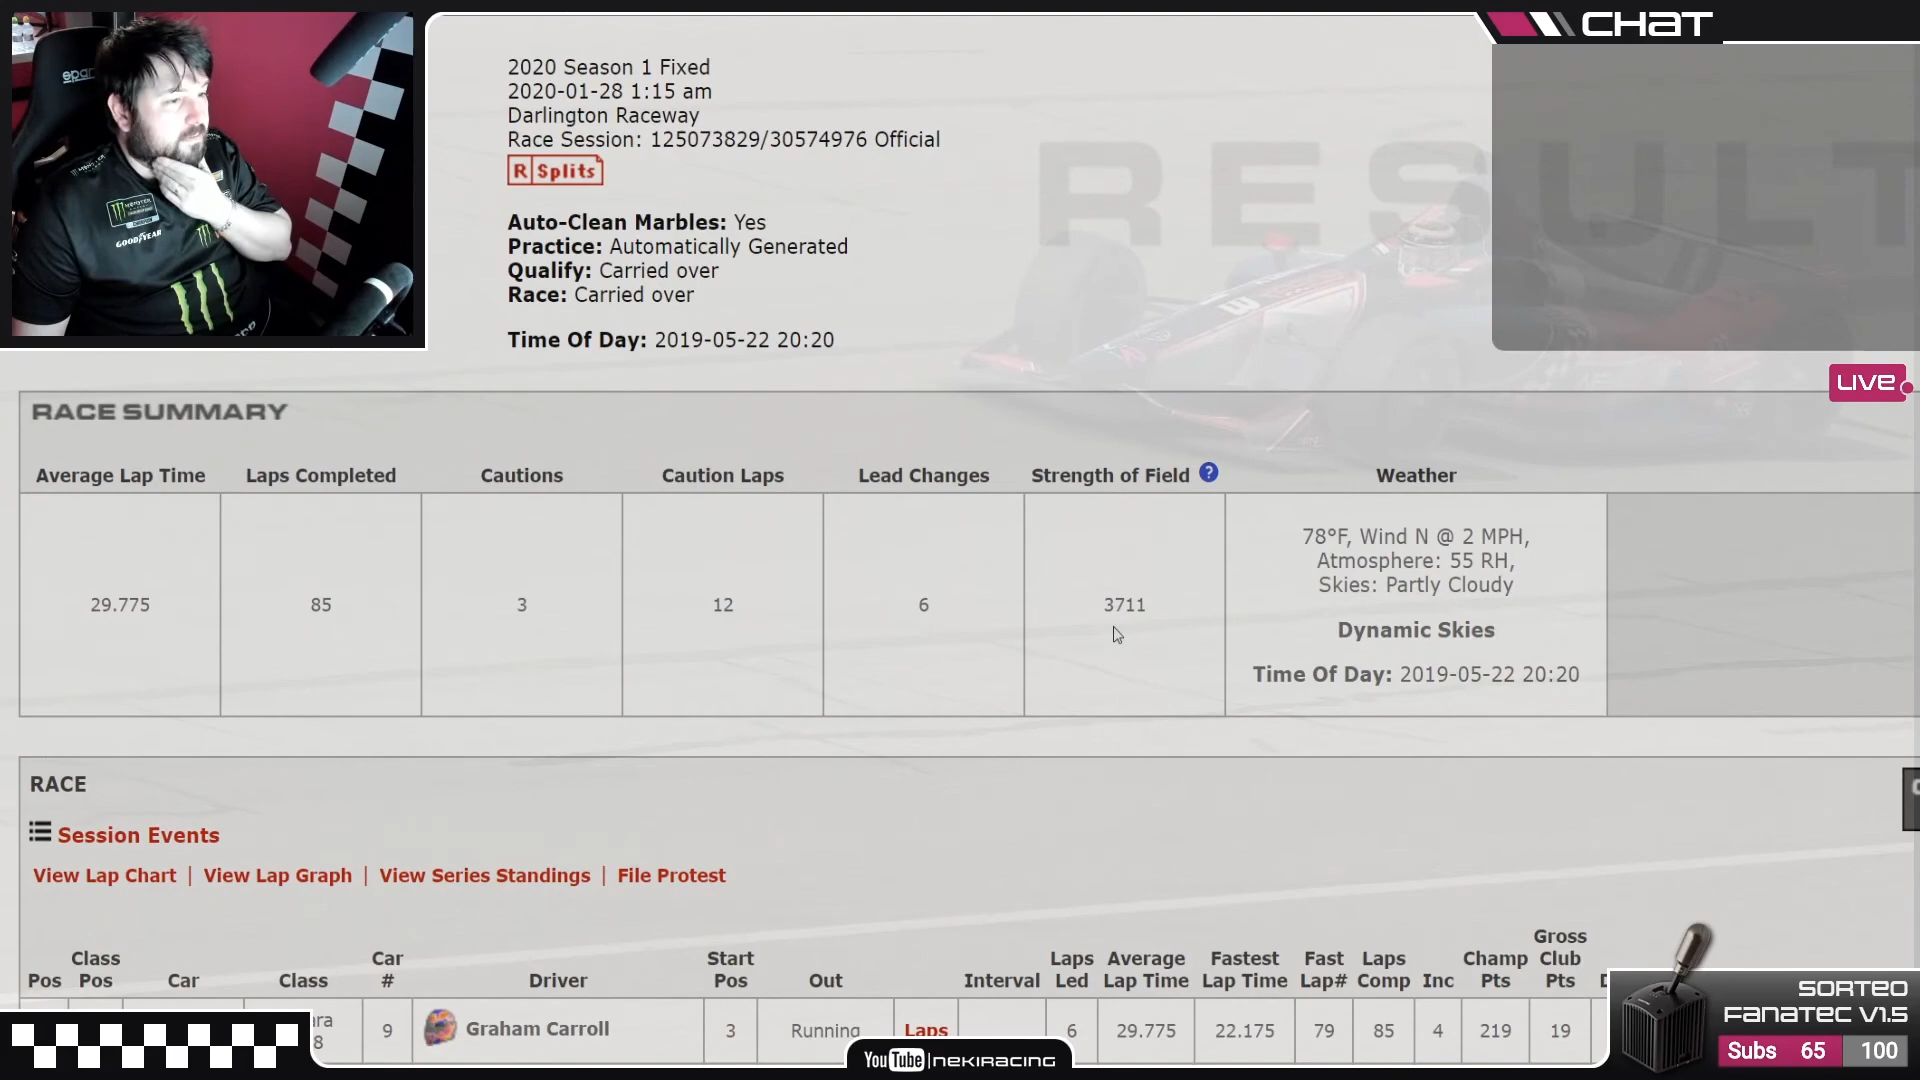 CHAT
2020 Season 1 Fixed
2020-01-28 1:15 am
Darlington Raceway
Race Session: 125073829/30574976 Official
R Splits
Auto-Clean Marbles: Yes
Practice: Automatically Generated
Qualify: Carried over
Race: Carried over
Time Of Day: 2019-05-22 20:20
RESULT
GOODYEAR
LIVE
RACE SUMMARY
Average Lap Time Laps Completed Cautions Caution Laps Lead Changes Strength of Field ? Weather
29.775 85 3 12 6 3711
78°F, Wind N @ 2 MPH,
Atmosphere: 55 RH,
Skies: Partly Cloudy
Dynamic Skies
Time Of Day: 2019-05-22 20:20
RACE
Session Events
View Lap Chart | View Lap Graph | View Series Standings | File Protest
Pos Class Pos Car Class Car # Driver Start Pos Out Interval Laps Led Average Lap Time Fastest Lap Time Fast Lap# Laps Comp Inc Champ Pts Gross Club Pts
9 Graham Carroll 3 Running Laps 6 29.775 22.175 79 85 4 219 19
YouTube | nekiracing
SORTEO
FANATEC V1.5
Subs 65 100